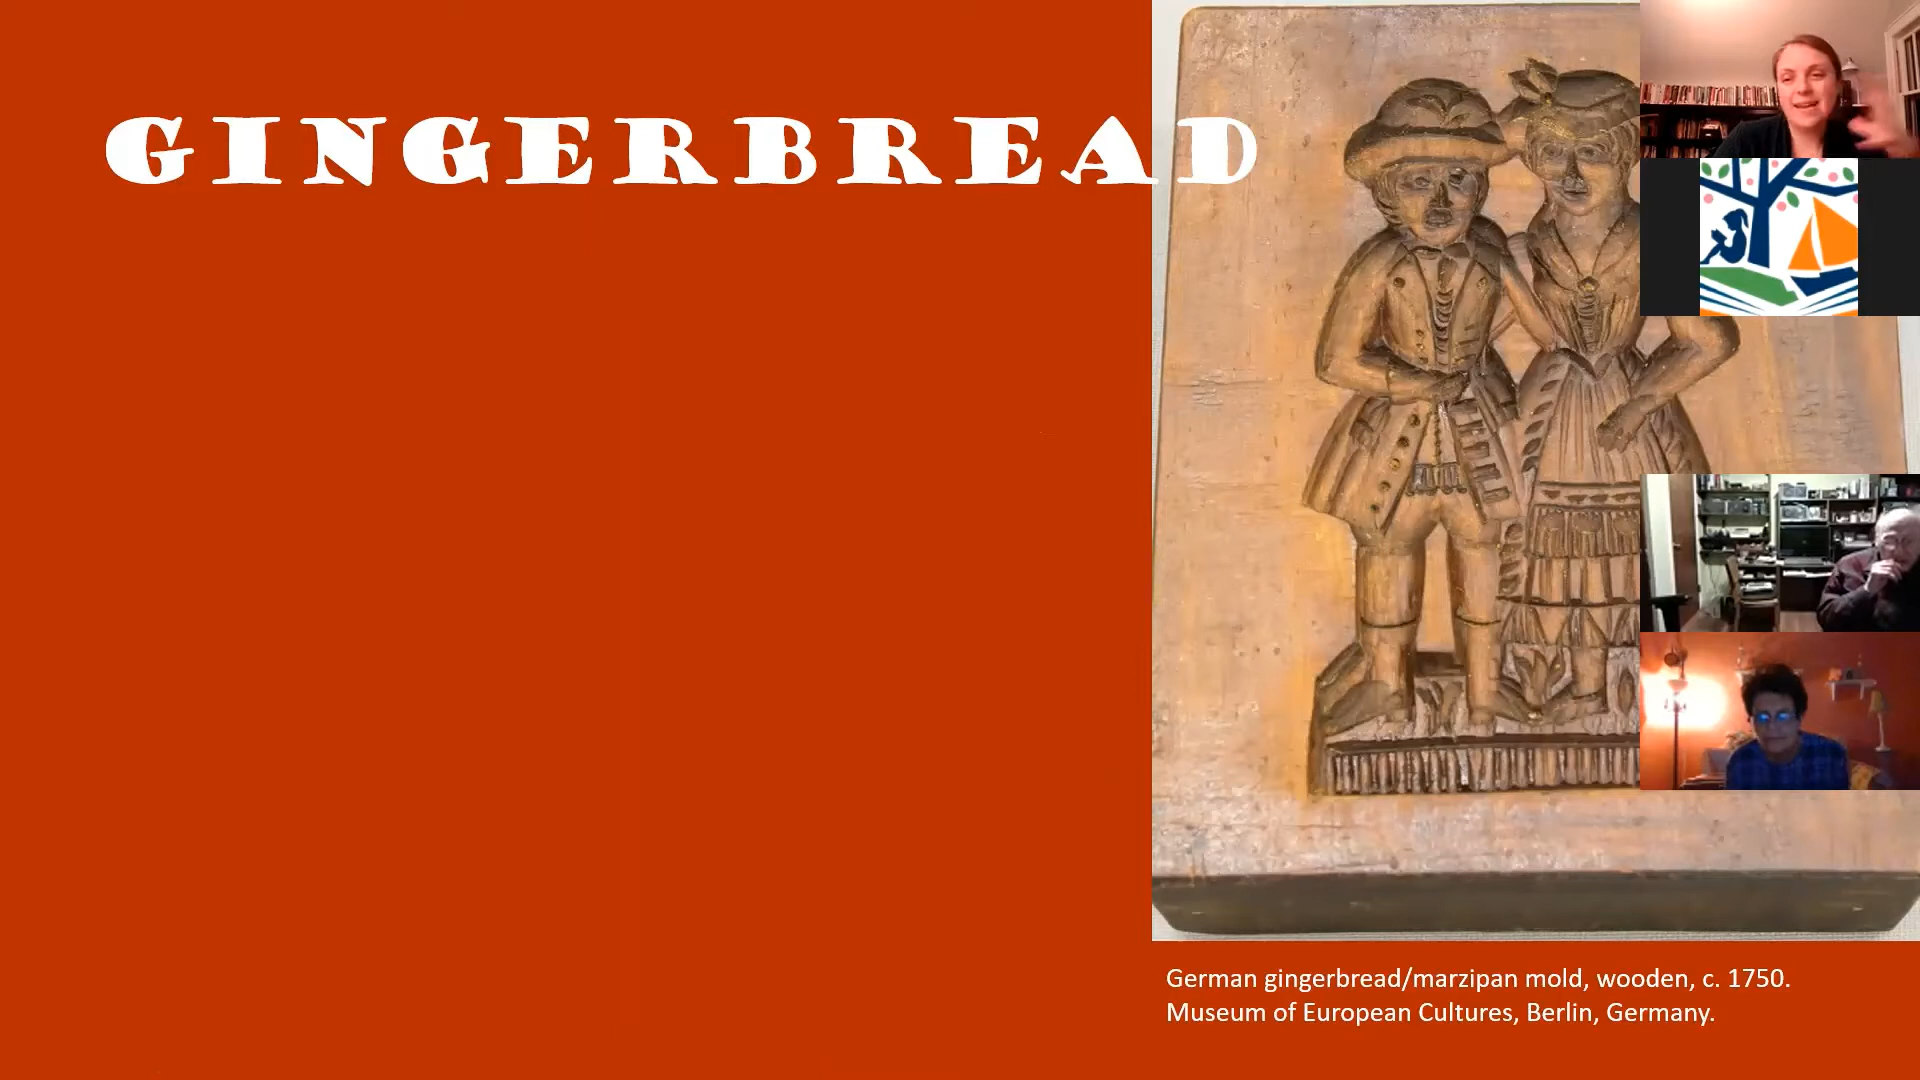 GINGERBREAD
German gingerbread/marzipan mold, wooden, c. 1750.
Museum of European Cultures, Berlin, Germany.